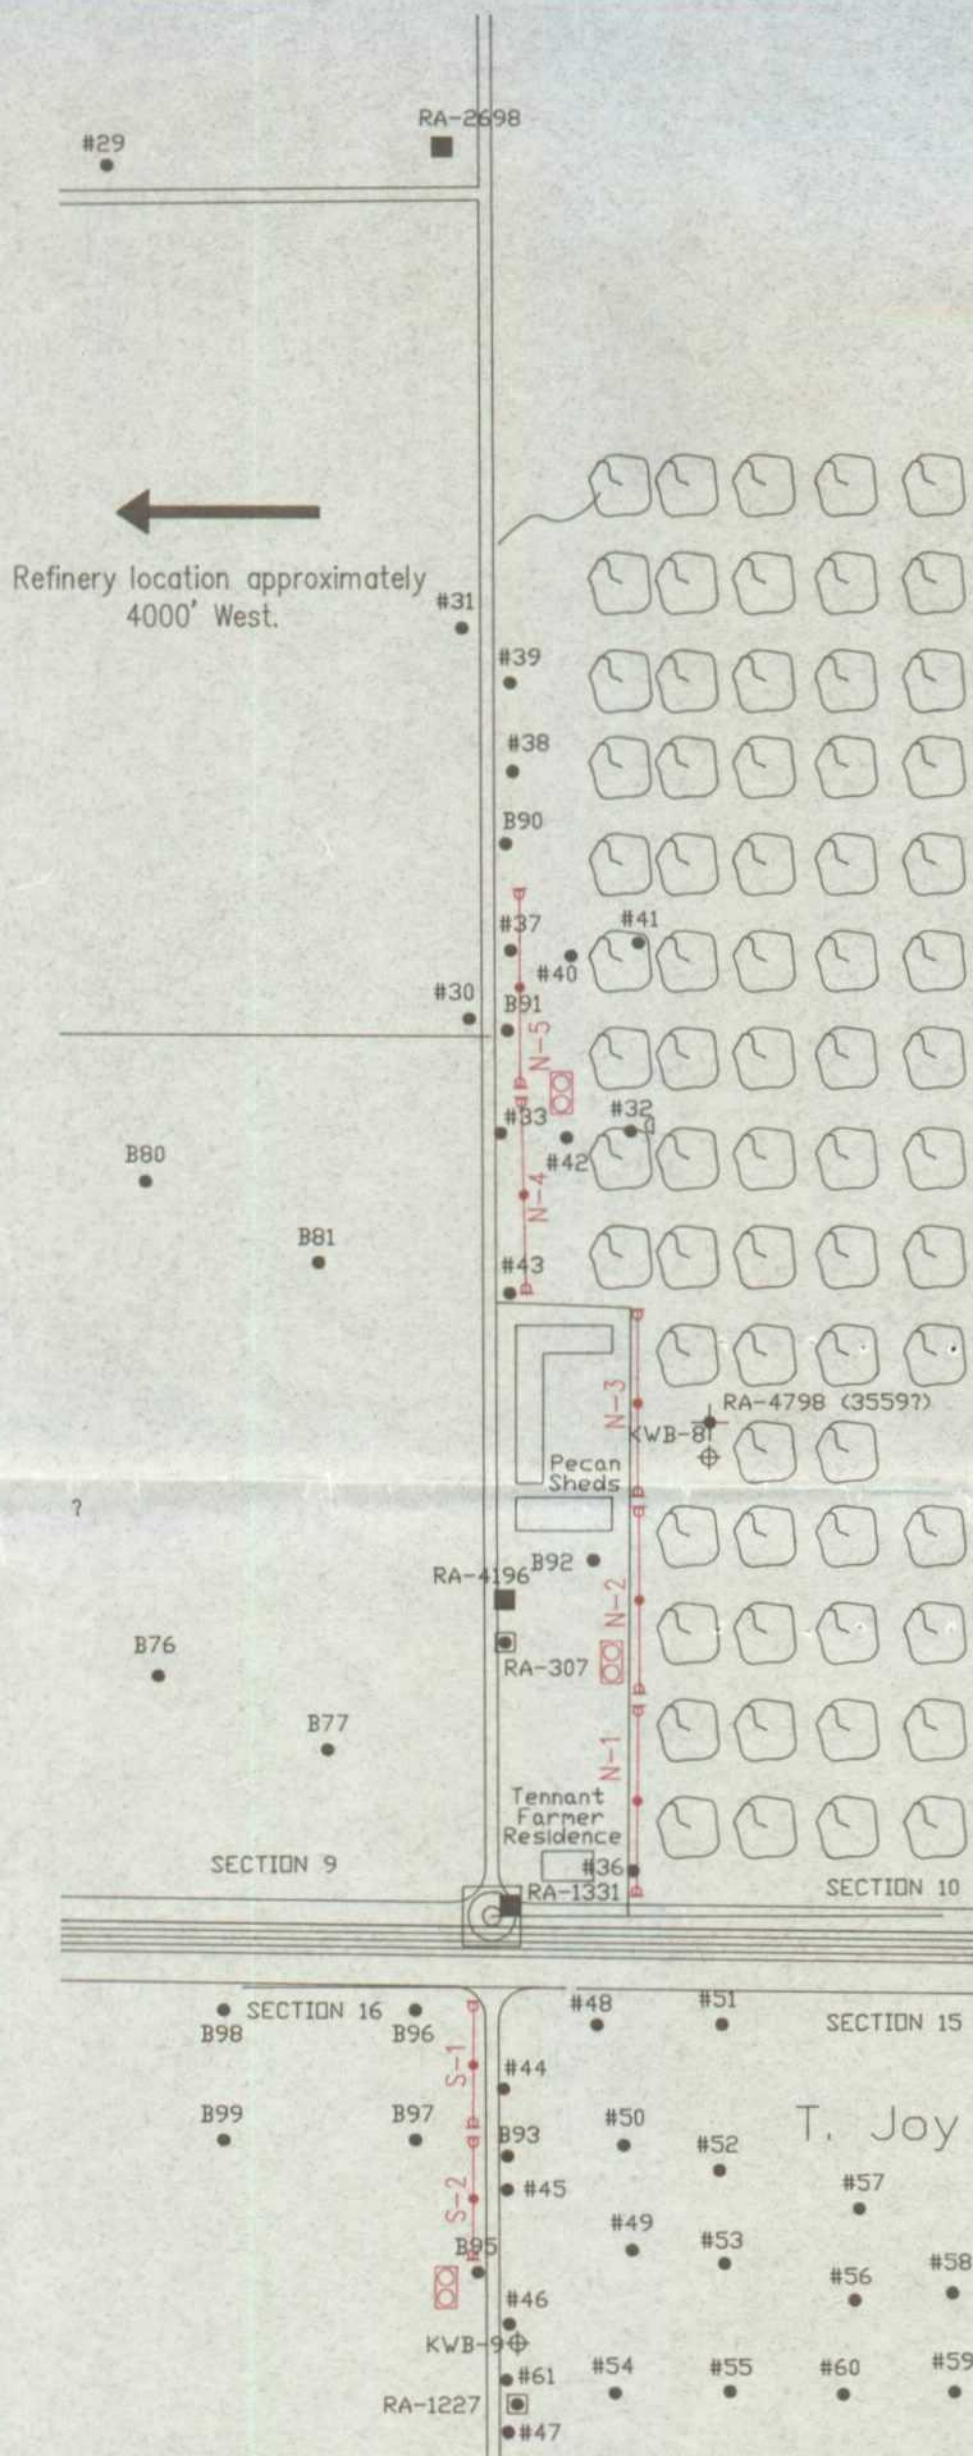 RA-2698
#29
Refinery location approximately
4000' West.
#31
#39
#38
B90
#37
#41
#40
#30
B91
N-5
#33
#32
#42
B80
N-4
B81
#43
N-3
RA-4798 (3559?)
KWB-8
Pecan
Sheds
?
B92
RA-4196
N-2
B76
RA-307
B77
N-1
Tennant
Farmer
Residence
SECTION 9
#36
RA-1331
SECTION 10
SECTION 16
#48
#51
B98
B96
SECTION 15
S-1
#44
B99
B97
#50
T. Joy
B93
#52
#57
#45
S-2
#49
#53
B95
#58
#56
#46
KWB-9
#54
#55
#60
#59
#61
RA-1227
#47